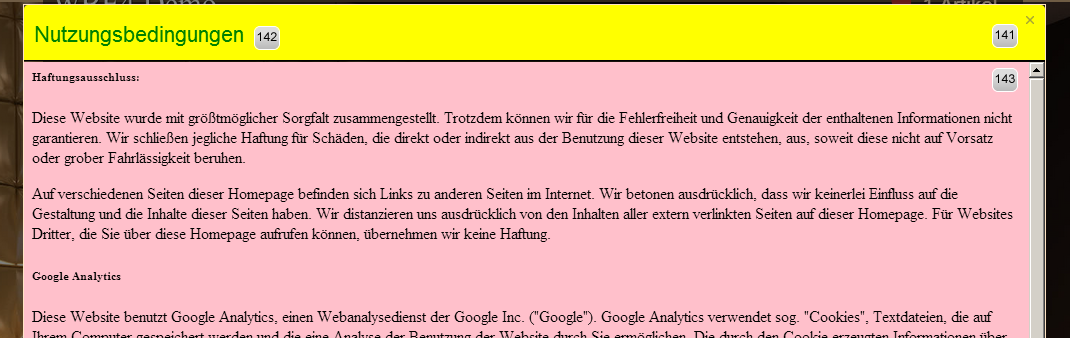 1 Artikel
×
Nutzungsbedingungen 142 141
Haftungsausschluss: 143
Diese Website wurde mit größtmöglicher Sorgfalt zusammengestellt. Trotzdem können wir für die Fehlerfreiheit und Genauigkeit der enthaltenen Informationen nicht
garantieren. Wir schließen jegliche Haftung für Schäden, die direkt oder indirekt aus der Benutzung dieser Website entstehen, aus, soweit diese nicht auf Vorsatz
oder grober Fahrlässigkeit beruhen.
Auf verschiedenen Seiten dieser Homepage befinden sich Links zu anderen Seiten im Internet. Wir betonen ausdrücklich, dass wir keinerlei Einfluss auf die
Gestaltung und die Inhalte dieser Seiten haben. Wir distanzieren uns ausdrücklich von den Inhalten aller extern verlinkten Seiten auf dieser Homepage. Für Websites
Dritter, die Sie über diese Homepage aufrufen können, übernehmen wir keine Haftung.
Google Analytics
Diese Website benutzt Google Analytics, einen Webanalysedienst der Google Inc. ("Google"). Google Analytics verwendet sog. "Cookies", Textdateien, die auf
Ihrem Computer gespeichert werden und die eine Analyse der Benutzung der Website durch Sie ermöglichen. Die durch den Cookie erzeugten Informationen über